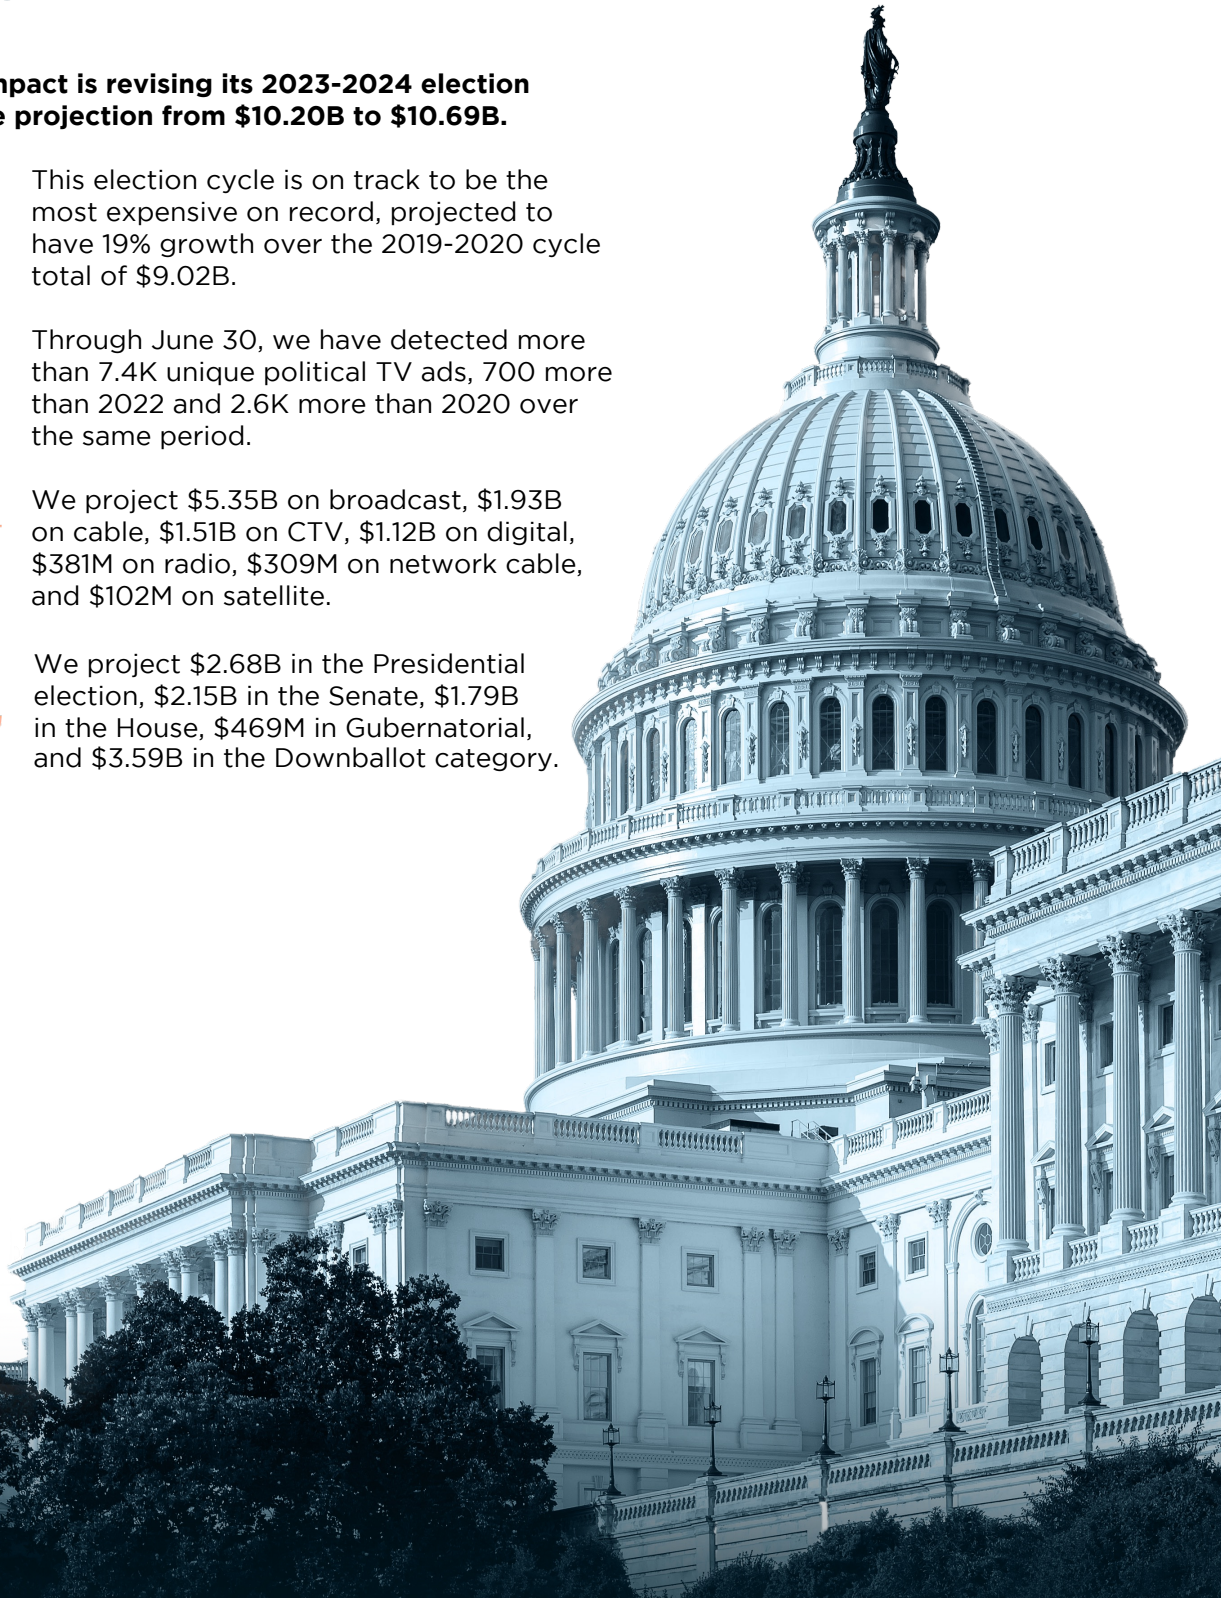 is revising its 2023-2024 election
projection from $10.20B to $10.69B.
This election cycle is on track to be the
most expensive on record, projected to
have 19% growth over the 2019-2020 cycle
total of $9.02B.
Through June 30, we have detected more
than 7.4K unique political TV ads, 700 more
than 2022 and 2.6K more than 2020 over
the same period.
We project $5.35B on broadcast, $1.93B
on cable, $1.51B on CTV, $1.12B on digital,
$381M on radio, $309M on network cable,
and $102M on satellite.
We project $2.68B in the Presidential
election, $2.15B in the Senate, $1.79B
in the House, $469M in Gubernatorial,
and $3.59B in the Downballot category.